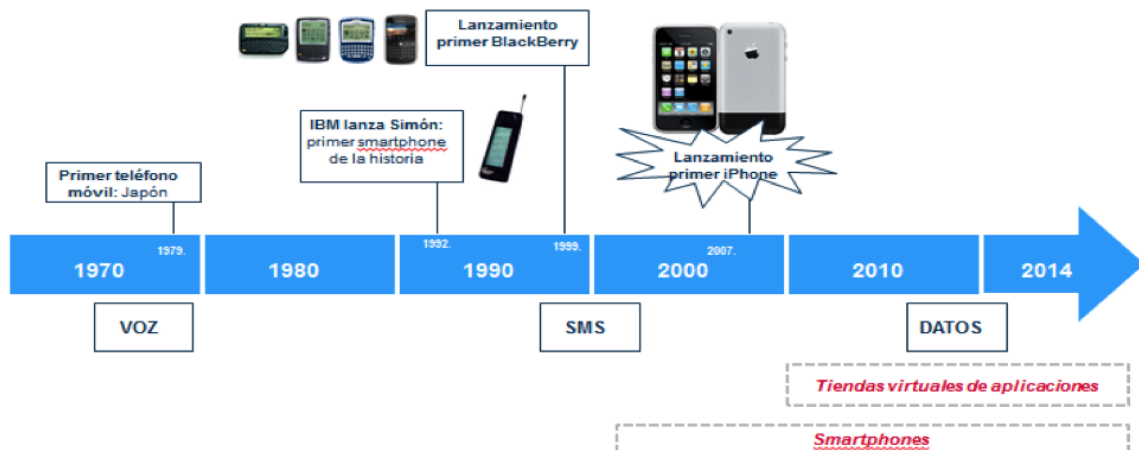 Lanzamiento
primer BlackBerry
IBM lanza Simón:
primer smartphone
de la historia
Lanzamiento
primer iPhone
Primer teléfono
móvil: Japón
1979.
1992.
1999.
2007.
1970
1980
1990
2000
2010
2014
VOZ
SMS
DATOS
Tiendas virtuales de aplicaciones
Smartphones